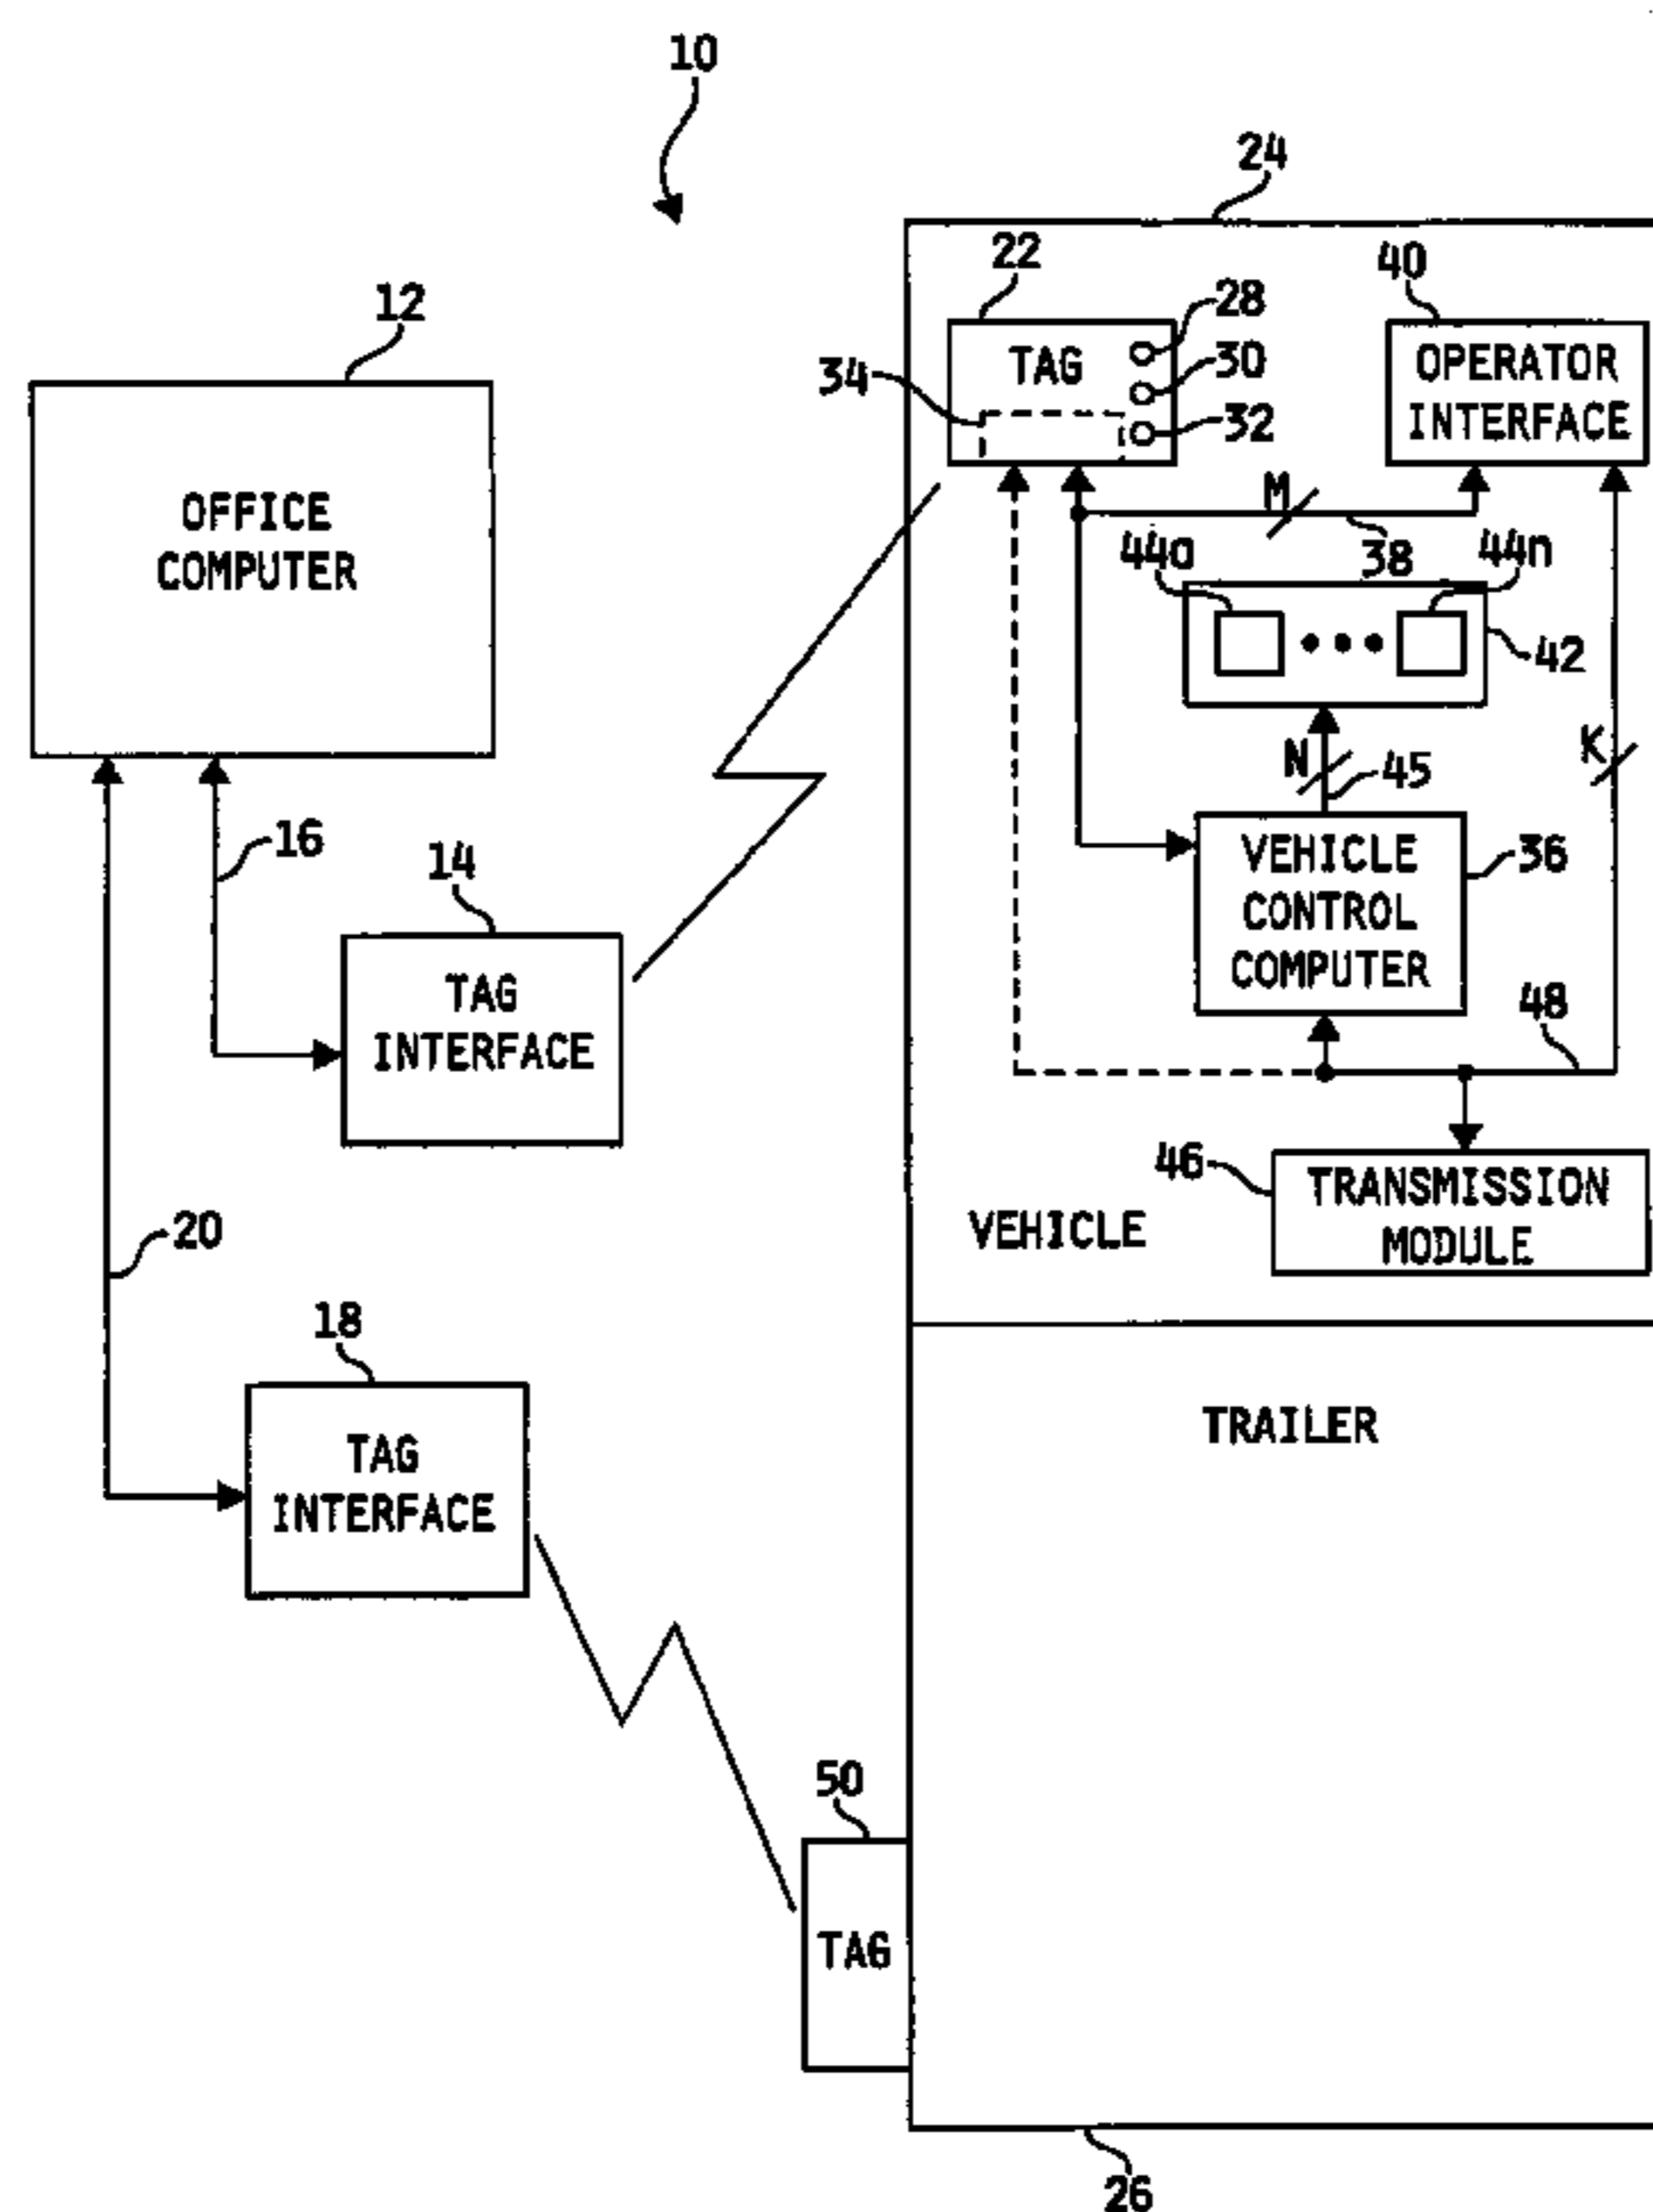 10
24
22
40
12
28
TAG
30
34
32
OPERATOR
INTERFACE
M
OFFICE
COMPUTER
38
44a
44n
42
N
45
K
16
14
VEHICLE
CONTROL
COMPUTER
36
TAG
INTERFACE
48
46
TRANSMISSION
MODULE
VEHICLE
20
18
TAG
INTERFACE
TRAILER
50
TAG
26